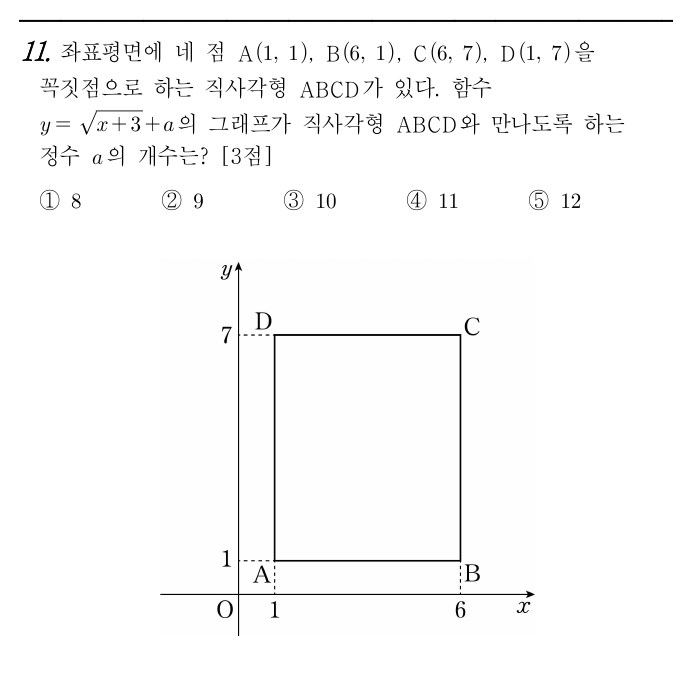 11. 좌표평면에 네 점 A(1, 1), B(6, 1), C(6, 7), D(1, 7)을
꼭짓점으로 하는 직사각형 ABCD가 있다. 함수
y = √(x+3) + a의 그래프가 직사각형 ABCD와 만나도록 하는
정수 a의 개수는? [3점]
① 8 ② 9 ③ 10 ④ 11 ⑤ 12
y
7 D C
1 A B
O 1 6 x